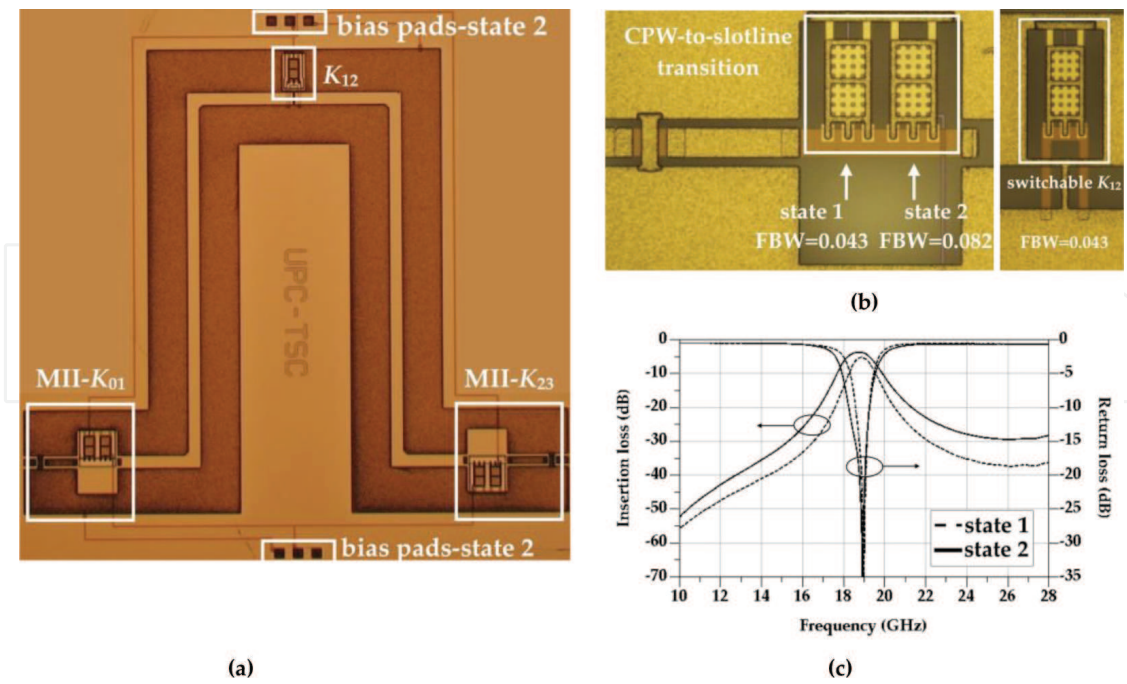 bias pads-state 2
K12
UPC-TSC
MII-K01
MII-K23
bias pads-state 2
(a)
CPW-to-slotline
transition
state 1
state 2
FBW=0.043
FBW=0.082
switchable K12
FBW=0.043
(b)
0
-10
-20
-30
-40
-50
-60
-70
Insertion loss (dB)
0
-5
-10
-15
-20
-25
-30
-35
Return loss (dB)
state 1
state 2
10
12
14
16
18
20
22
24
26
28
Frequency (GHz)
(c)